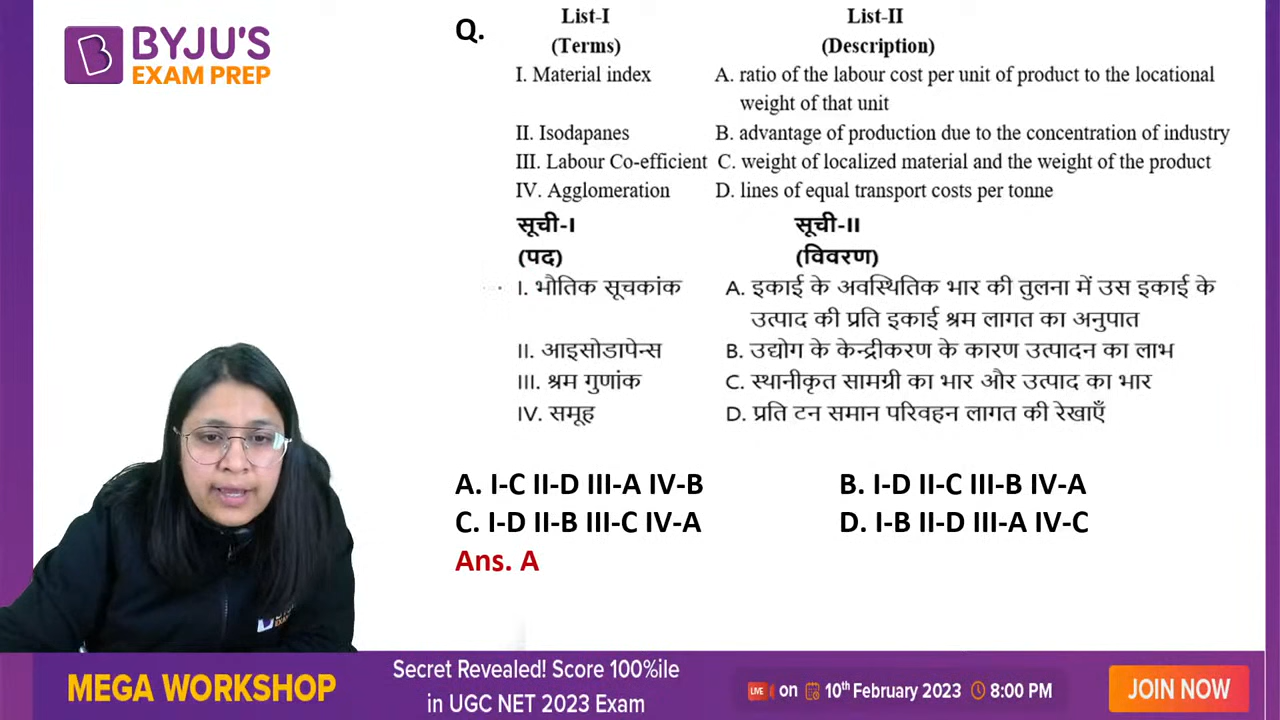 BYJU'S
EXAM PREP
Q.
List-I List-II
(Terms) (Description)
I. Material index A. ratio of the labour cost per unit of product to the locational
weight of that unit
II. Isodapanes B. advantage of production due to the concentration of industry
III. Labour Co-efficient C. weight of localized material and the weight of the product
IV. Agglomeration D. lines of equal transport costs per tonne
सूची-I सूची-II
(पद) (विवरण)
I. भौतिक सूचकांक A. इकाई के अवस्थितिक भार की तुलना में उस इकाई के
उत्पाद की प्रति इकाई श्रम लागत का अनुपात
II. आइसोडापेन्स B. उद्योग के केन्द्रीकरण के कारण उत्पादन का लाभ
III. श्रम गुणांक C. स्थानीकृत सामग्री का भार और उत्पाद का भार
IV. समूह D. प्रति टन समान परिवहन लागत की रेखाएँ
A. I-C II-D III-A IV-B B. I-D II-C III-B IV-A
C. I-D II-B III-C IV-A D. I-B II-D III-A IV-C
Ans. A
MEGA WORKSHOP
Secret Revealed! Score 100%ile
in UGC NET 2023 Exam
LIVE on 10th February 2023 8:00 PM
JOIN NOW